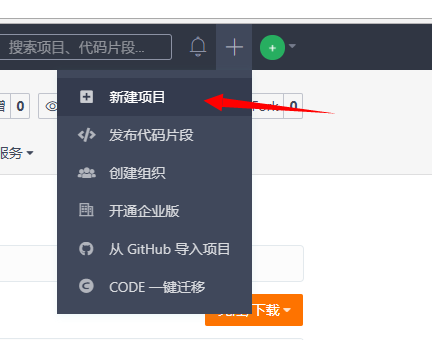 搜索项目、代码片段...
0
Fork 0
服务
新建项目
发布代码片段
创建组织
开通企业版
从 GitHub 导入项目
CODE 一键迁移
下载